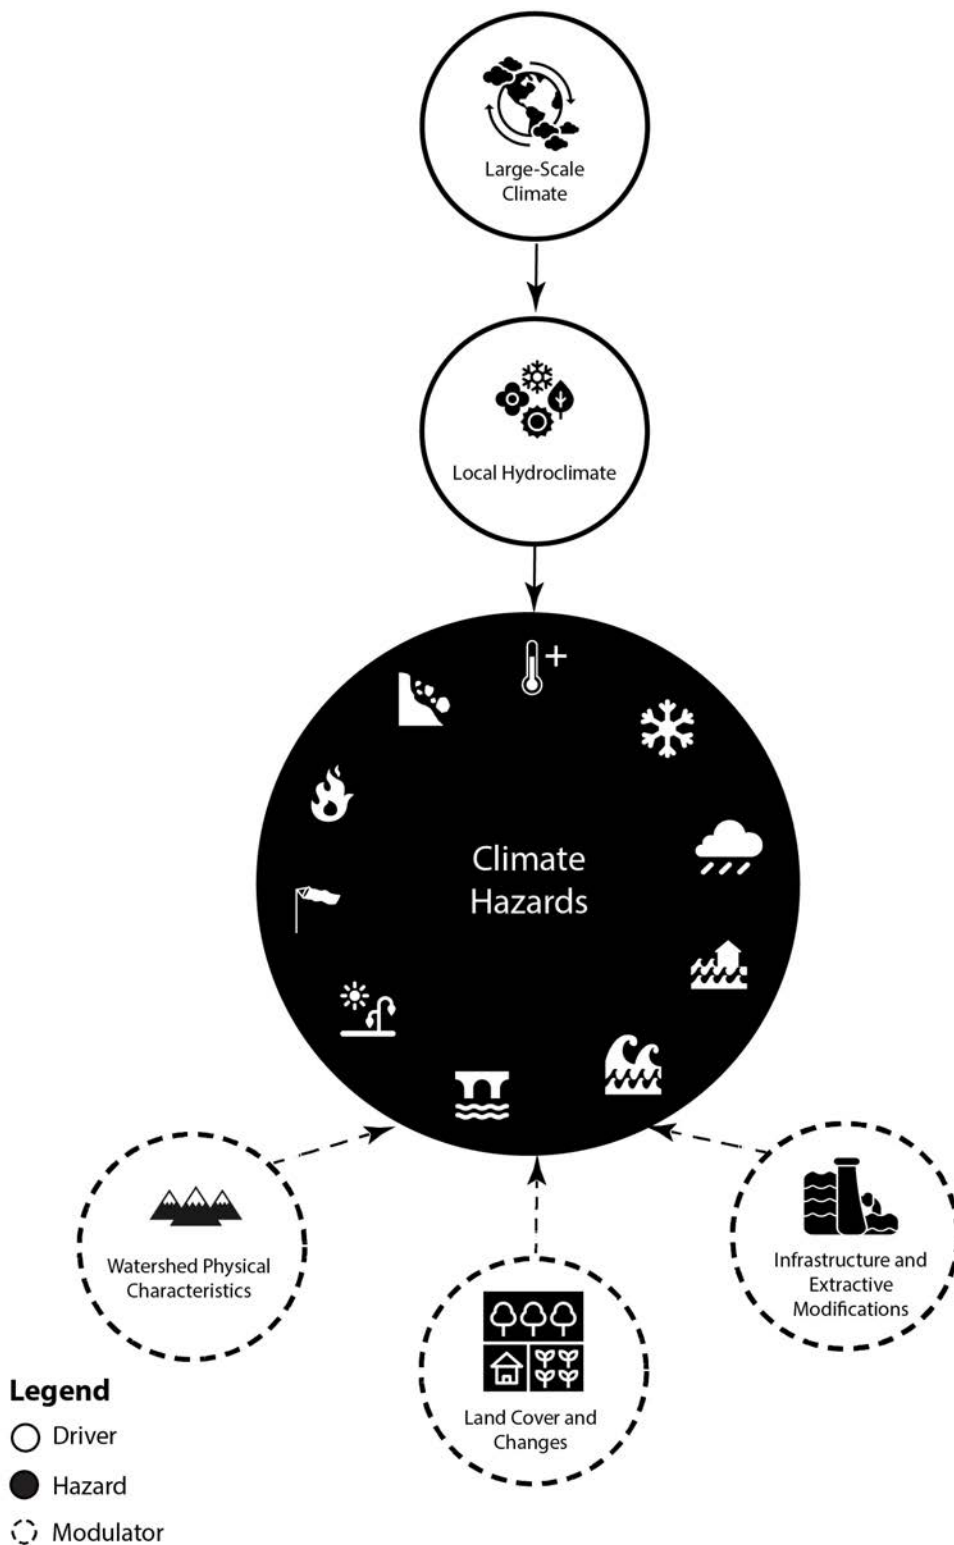 Large-Scale
Climate
Local Hydroclimate
Climate
Hazards
Watershed Physical
Characteristics
Infrastructure and
Extractive
Modifications
Land Cover and
Changes
Legend
Driver
Hazard
Modulator